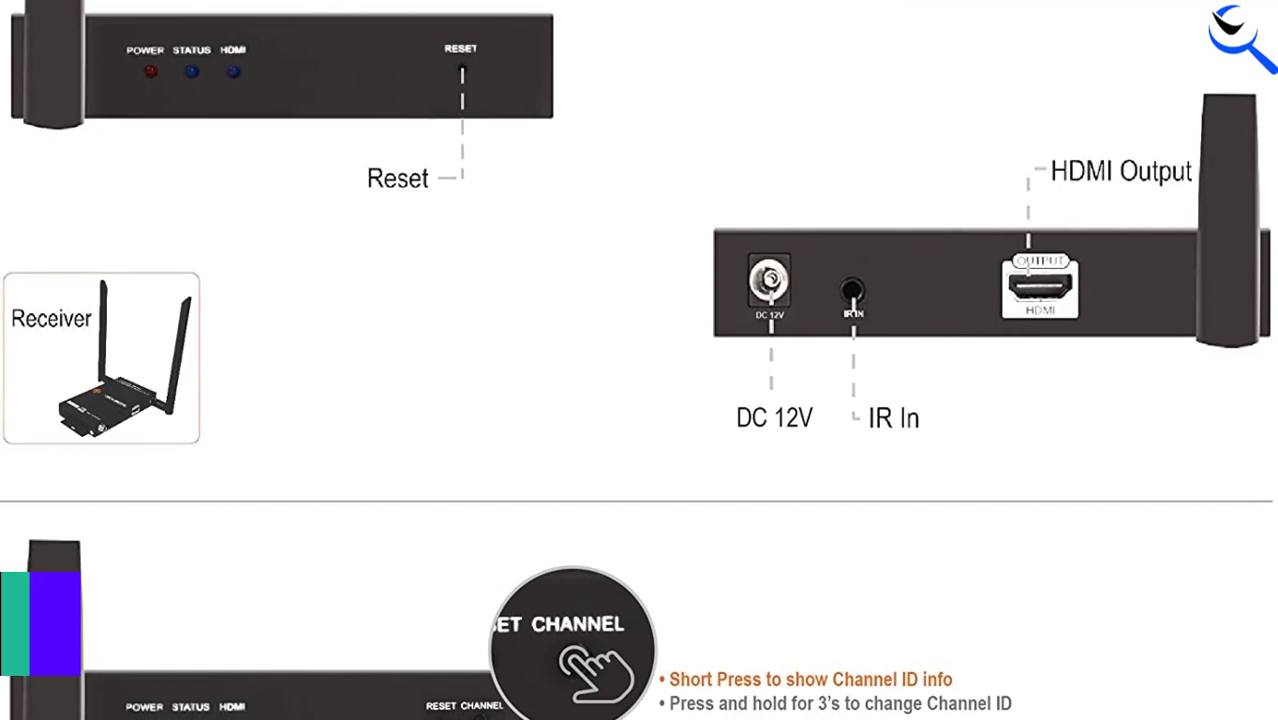 POWER STATUS HDMI
RESET
Reset
HDMI Output
OUTPUT
HDMI
DC 12V
IR IN
DC 12V
IR In
Receiver
SET CHANNEL
• Short Press to show Channel ID info
• Press and hold for 3's to change Channel ID
POWER STATUS HDMI
RESET CHANNEL